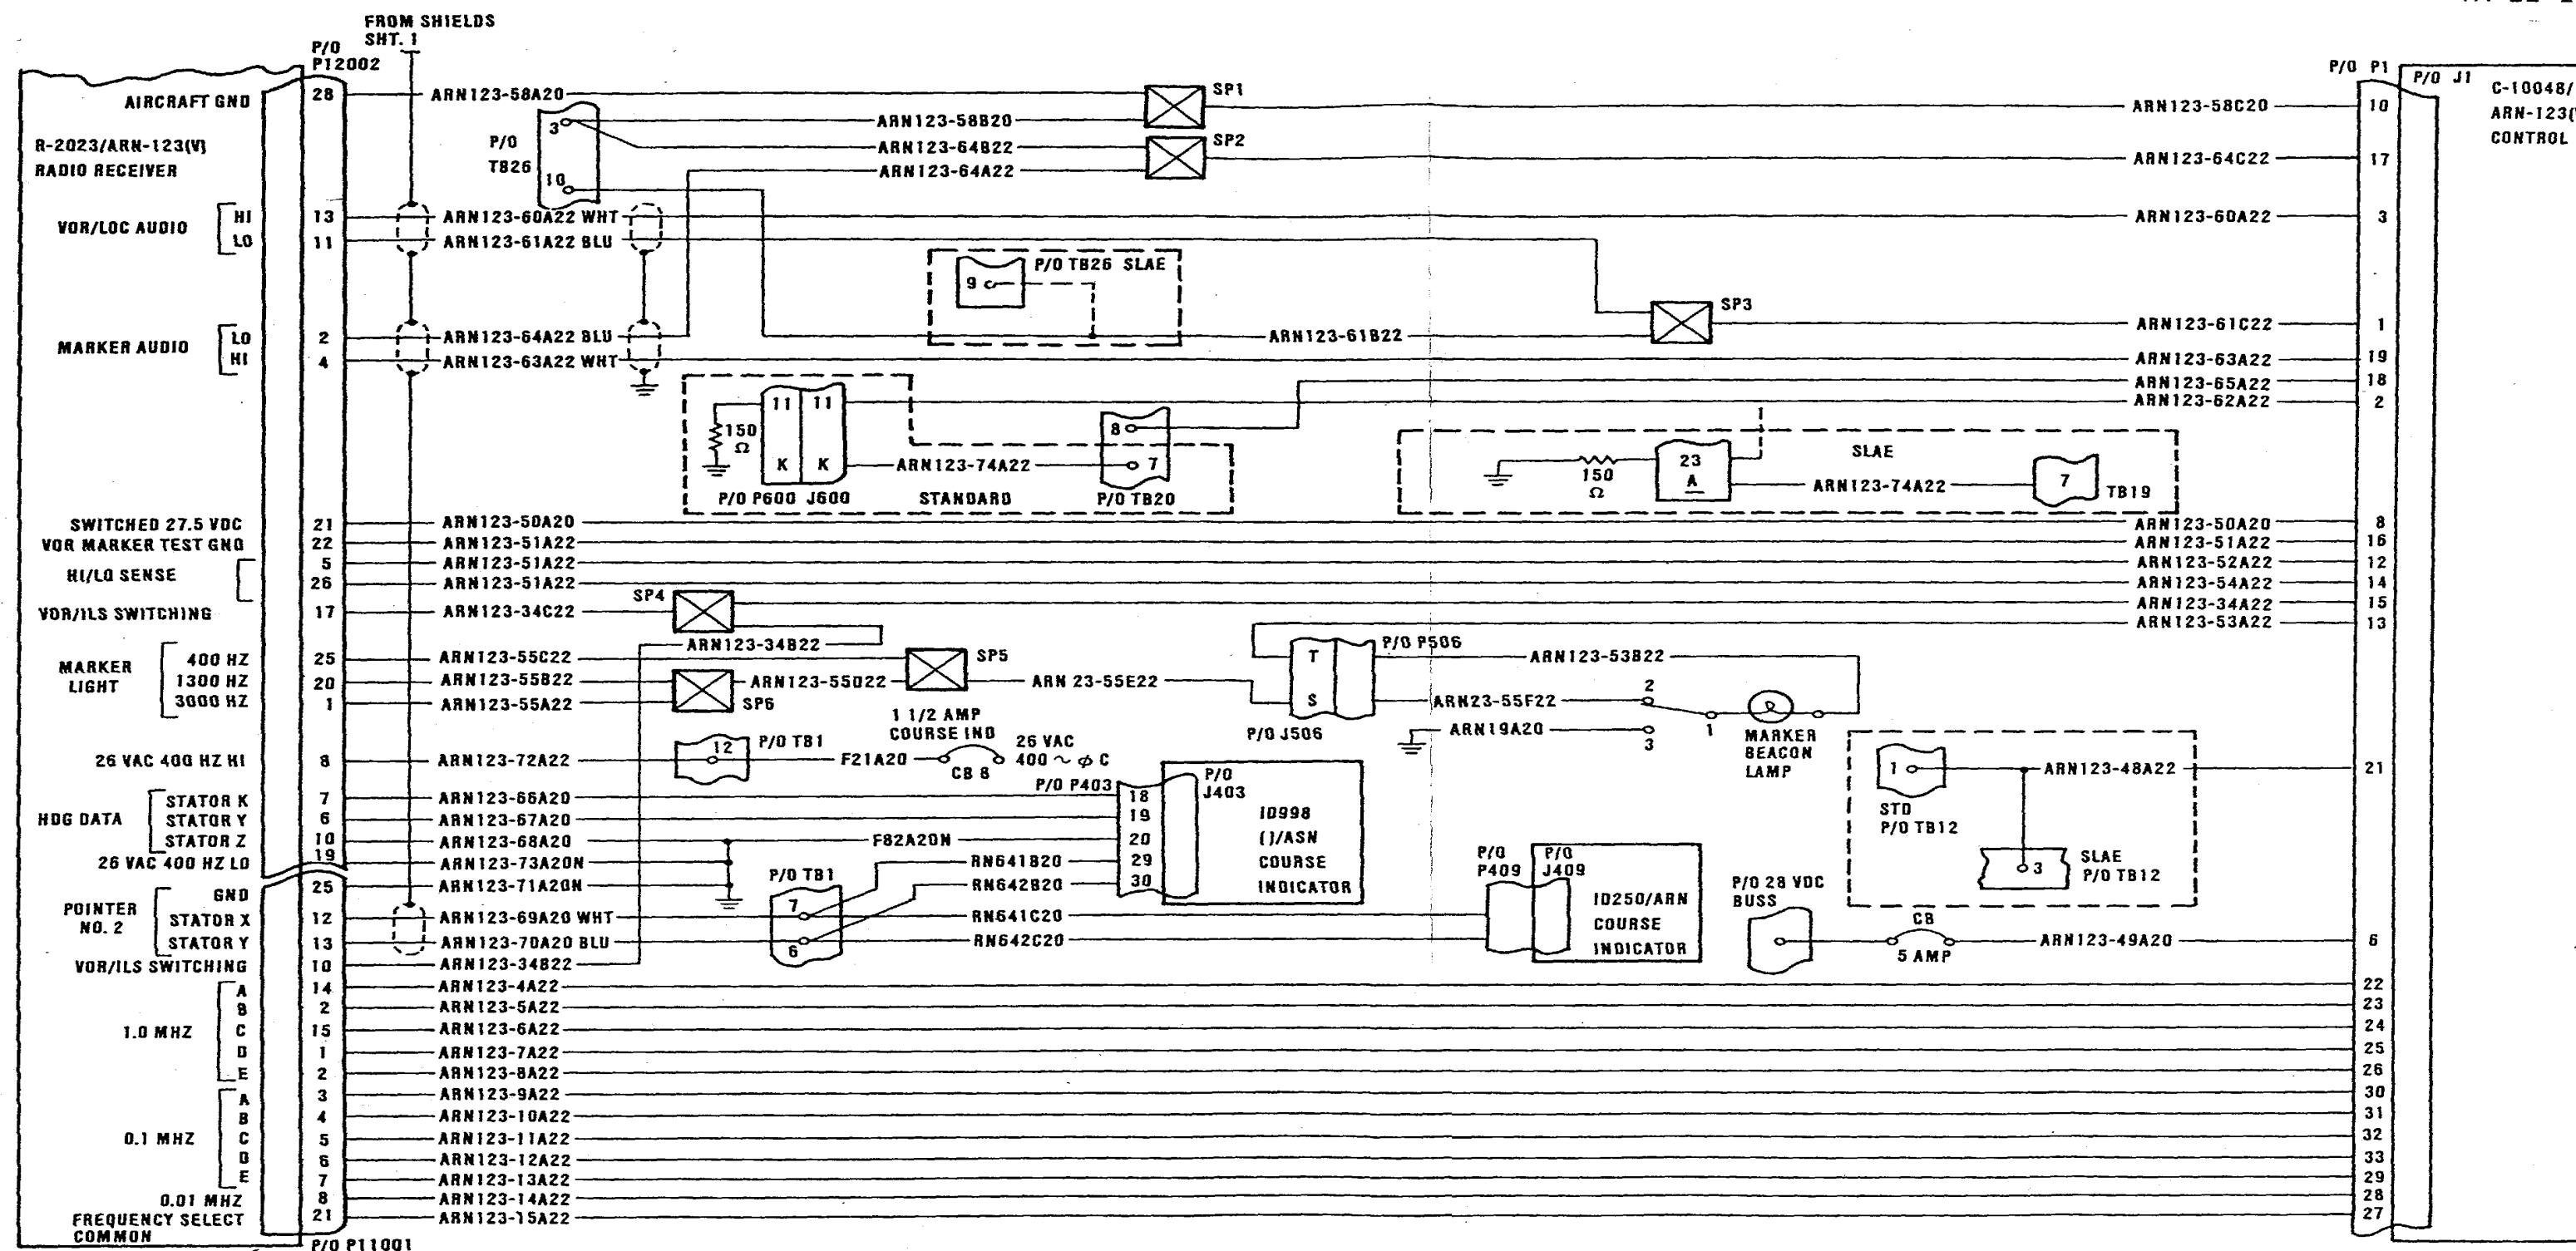 FROM SHIELDS
SHT. 1
P/O
P12002
P/O P1
P/O J1
C-10048/
ARN-123(
CONTROL
AIRCRAFT GND
28
ARN123-58A20
SP1
ARN123-58C20
10
R-2023/ARN-123(V)
RADIO RECEIVER
P/O
TB26
3
10
ARN123-58B20
ARN123-64B22
ARN123-64A22
SP2
ARN123-64C22
17
VOR/LOC AUDIO
HI
13
ARN123-60A22 WHT
ARN123-60A22
3
LO
11
ARN123-61A22 BLU
P/O TB26 SLAE
9
SP3
ARN123-61B22
ARN123-61C22
1
MARKER AUDIO
LO
2
ARN123-64A22 BLU
HI
4
ARN123-63A22 WHT
ARN123-63A22
19
ARN123-65A22
18
ARN123-62A22
2
150
Ω
11 11
K K
ARN123-74A22
8
7
P/O P600 J600
STANDARD
P/O TB20
SLAE
150
Ω
23
A
ARN123-74A22
7
TB19
SWITCHED 27.5 VDC
21
ARN123-50A20
ARN123-50A20
8
VOR MARKER TEST GND
22
ARN123-51A22
ARN123-51A22
16
HI/LO SENSE
5
ARN123-51A22
ARN123-52A22
12
26
ARN123-51A22
ARN123-54A22
14
VOR/ILS SWITCHING
17
ARN123-34C22
SP4
ARN123-34A22
15
ARN123-34B22
ARN123-53A22
13
MARKER
LIGHT
400 HZ
25
ARN123-55C22
SP5
1300 HZ
20
ARN123-55B22
ARN123-55D22
ARN 23-55E22
3000 HZ
1
ARN123-55A22
SP6
T
S
P/O P506
P/O J506
ARN123-53B22
ARN23-55F22
ARN19A20
2
3
1
MARKER
BEACON
LAMP
1 1/2 AMP
COURSE IND
26 VAC
400 ~ ϕ C
26 VAC 400 HZ HI
8
ARN123-72A22
12
P/O TB1
F21A20
CB 8
1
ARN123-48A22
21
STD
P/O TB12
3
SLAE
P/O TB12
HDG DATA
STATOR K
7
ARN123-66A20
P/O P403
18
P/O
J403
STATOR Y
6
ARN123-67A20
19
ID998
()/ASN
COURSE
INDICATOR
STATOR Z
10
ARN123-68A20
F82A20N
20
26 VAC 400 HZ LO
19
ARN123-73A20N
RN641B20
29
25
ARN123-71A20N
RN642B20
30
POINTER
NO. 2
GND
STATOR X
12
ARN123-69A20 WHT
P/O TB1
7
6
RN641C20
STATOR Y
13
ARN123-70A20 BLU
RN642C20
P/O
P409
P/O
J409
ID250/ARN
COURSE
INDICATOR
P/O 28 VDC
BUSS
CB
5 AMP
ARN123-49A20
6
VOR/ILS SWITCHING
10
ARN123-34B22
1.0 MHZ
A
14
ARN123-4A22
22
B
2
ARN123-5A22
23
C
15
ARN123-6A22
24
D
1
ARN123-7A22
25
E
2
ARN123-8A22
26
0.1 MHZ
A
3
ARN123-9A22
30
B
4
ARN123-10A22
31
C
5
ARN123-11A22
32
D
6
ARN123-12A22
33
E
7
ARN123-13A22
29
0.01 MHZ
8
ARN123-14A22
28
FREQUENCY SELECT
COMMON
21
ARN123-15A22
27
P/O P11001